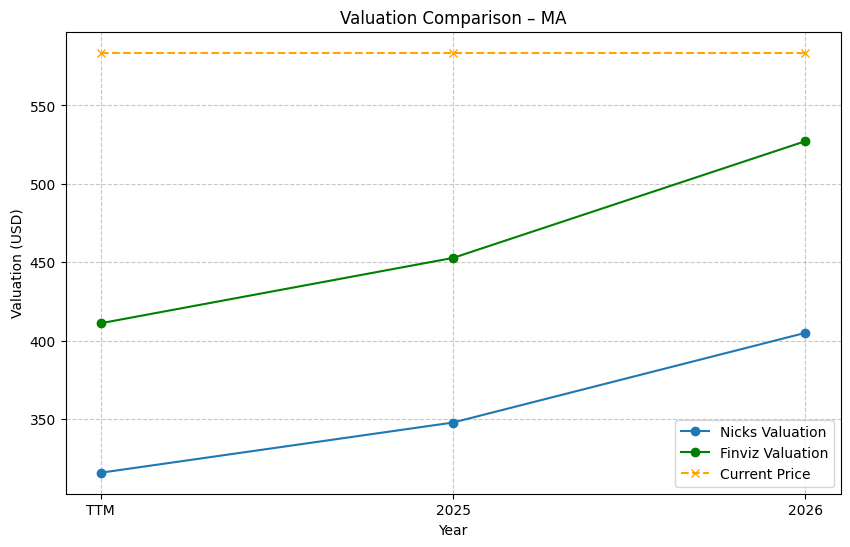 Valuation Comparison – MA
Valuation (USD)
550
500
450
400
350
TTM
2025
2026
Year
Nicks Valuation
Finviz Valuation
Current Price